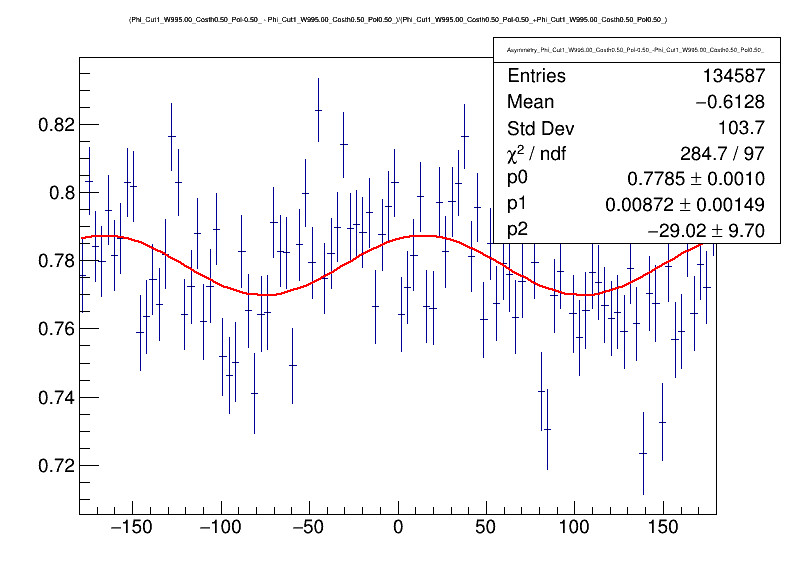 (Phi_Cut1_W995.00_Costh0.50_Pol-0.50_ - Phi_Cut1_W995.00_Costh0.50_Pol0.50_)/(Phi_Cut1_W995.00_Costh0.50_Pol-0.50_+Phi_Cut1_W995.00_Costh0.50_Pol0.50_)
Asymmetry_Phi_Cut1_W995.00_Costh0.50_Pol-0.50_-Phi_Cut1_W995.00_Costh0.50_Pol0.50_
Entries 134587
Mean −0.6128
Std Dev 103.7
χ² / ndf 284.7 / 97
p0 0.7785 ± 0.0010
p1 0.00872 ± 0.00149
p2 −29.02 ± 9.70
0.82
0.8
0.78
0.76
0.74
0.72
−150 −100 −50 0 50 100 150